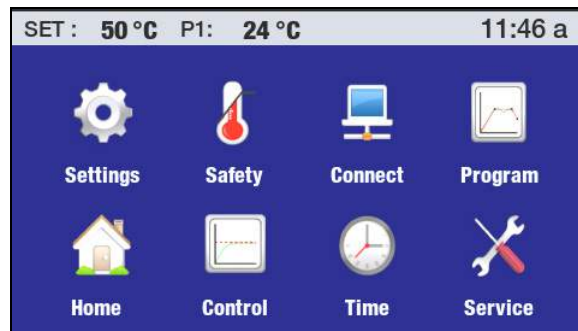 SET : 50 °C P1: 24 °C 11:46 a
Settings Safety Connect Program
Home Control Time Service